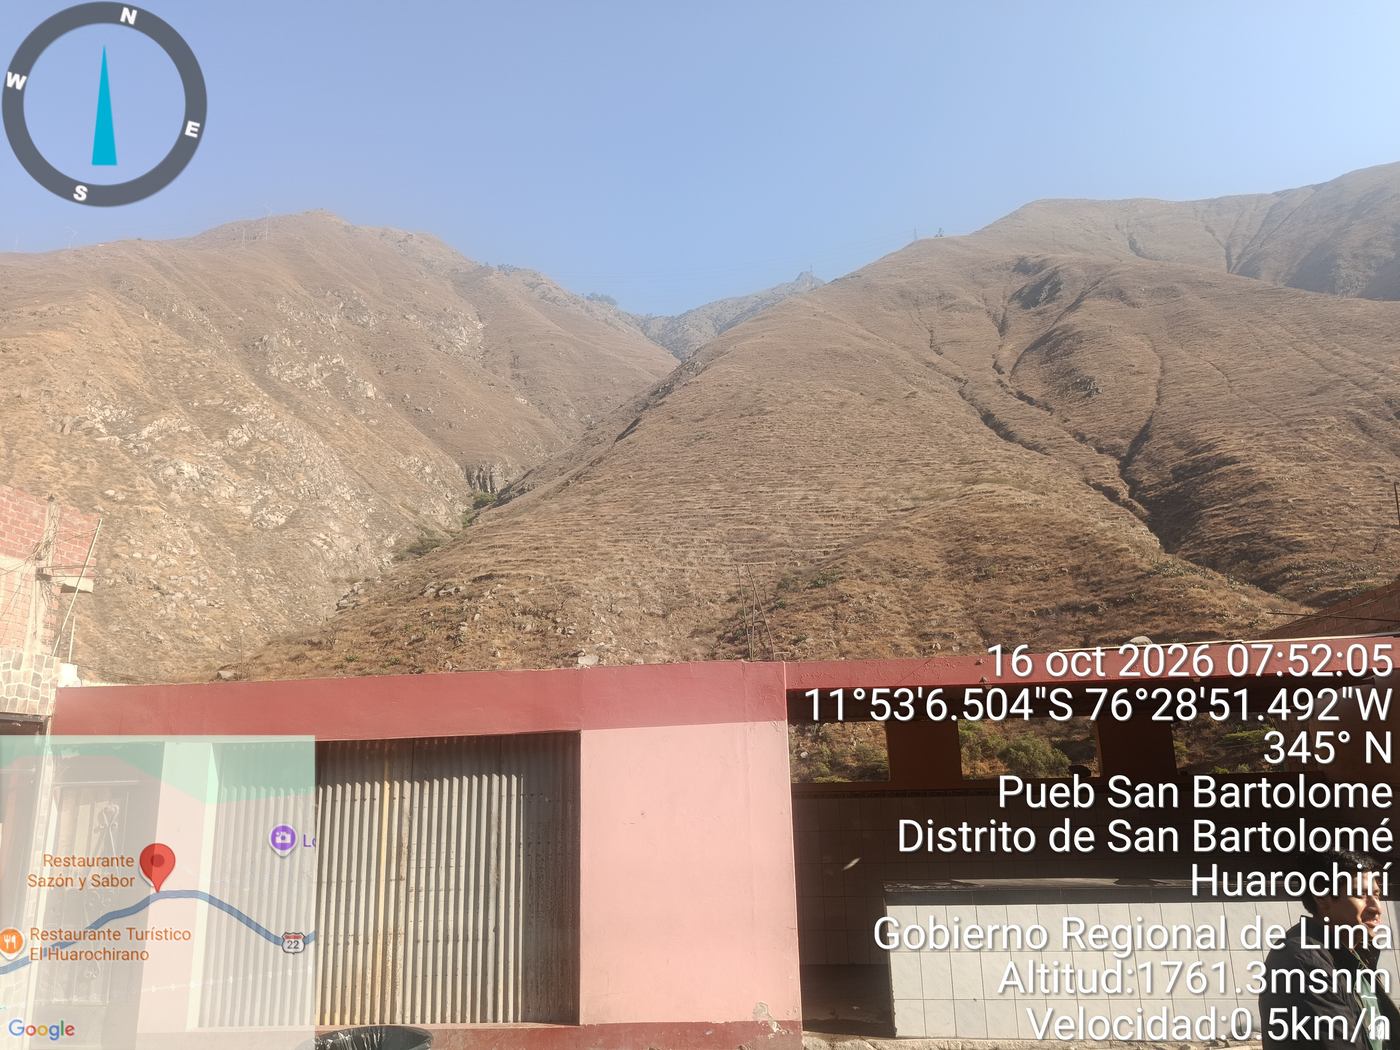 N
W
E
S
16 oct 2026 07:52:05
11°53'6.504"S 76°28'51.492"W
345° N
Pueb San Bartolome
Distrito de San Bartolomé
Huarochirí
Gobierno Regional de Lima
Altitud:1761.3msnm
Velocidad:0.5km/h
Restaurante
Sazón y Sabor
Lo
22
Restaurante Turístico
El Huarochirano
Google